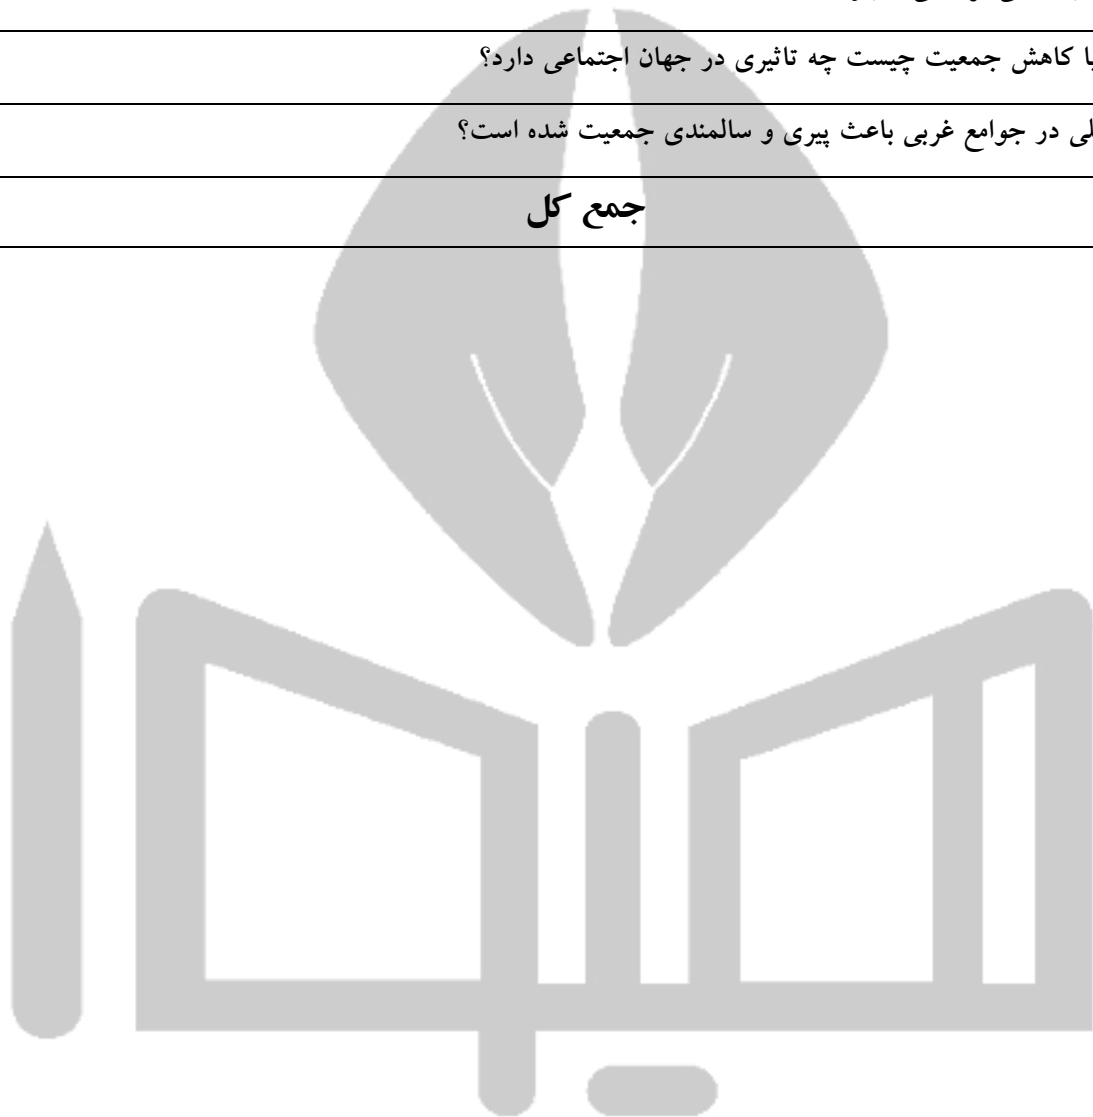 با کاهش جمعیت چیست چه تاثیری در جهان اجتماعی دارد؟
در جوامع غربی باعث پیری و سالمندی جمعیت شده است؟
جمع کل